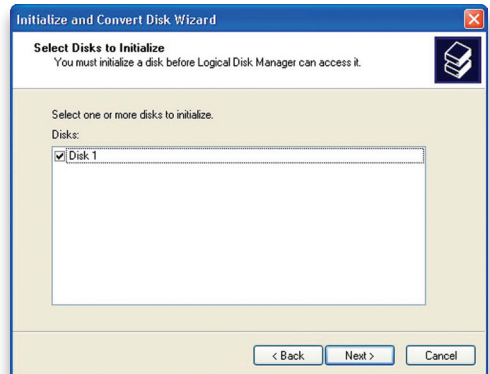 Initialize and Convert Disk Wizard
Select Disks to Initialize
You must initialize a disk before Logical Disk Manager can access it.
Select one or more disks to initialize.
Disks:
Disk 1
< Back Next > Cancel